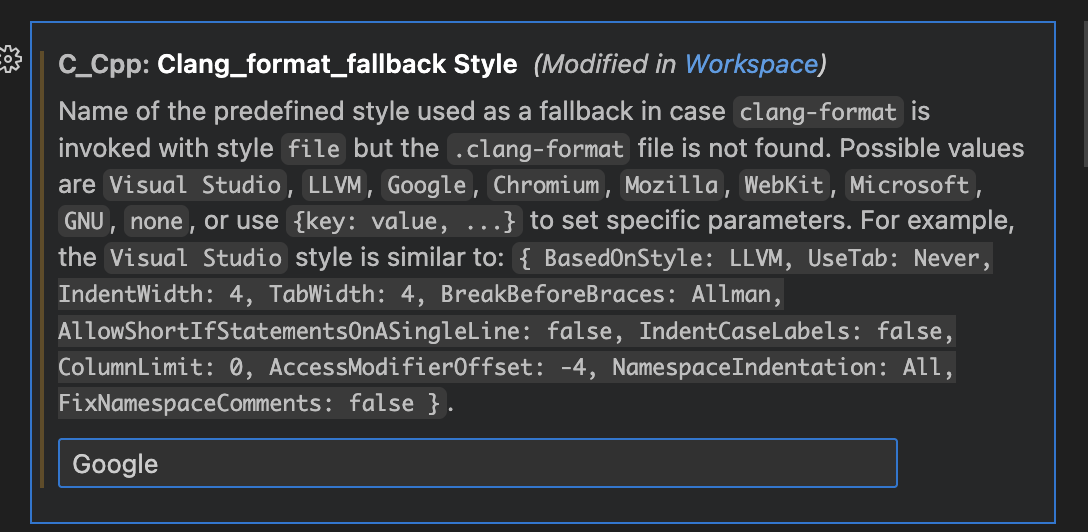 C_Cpp: Clang_format_fallback Style (Modified in Workspace)
Name of the predefined style used as a fallback in case clang-format is
invoked with style file but the .clang-format file is not found. Possible values
are Visual Studio, LLVM, Google, Chromium, Mozilla, WebKit, Microsoft,
GNU, none, or use {key: value, ...} to set specific parameters. For example,
the Visual Studio style is similar to: { BasedOnStyle: LLVM, UseTab: Never,
IndentWidth: 4, TabWidth: 4, BreakBeforeBraces: Allman,
AllowShortIfStatementsOnASingleLine: false, IndentCaseLabels: false,
ColumnLimit: 0, AccessModifierOffset: -4, NamespaceIndentation: All,
FixNamespaceComments: false }.
Google